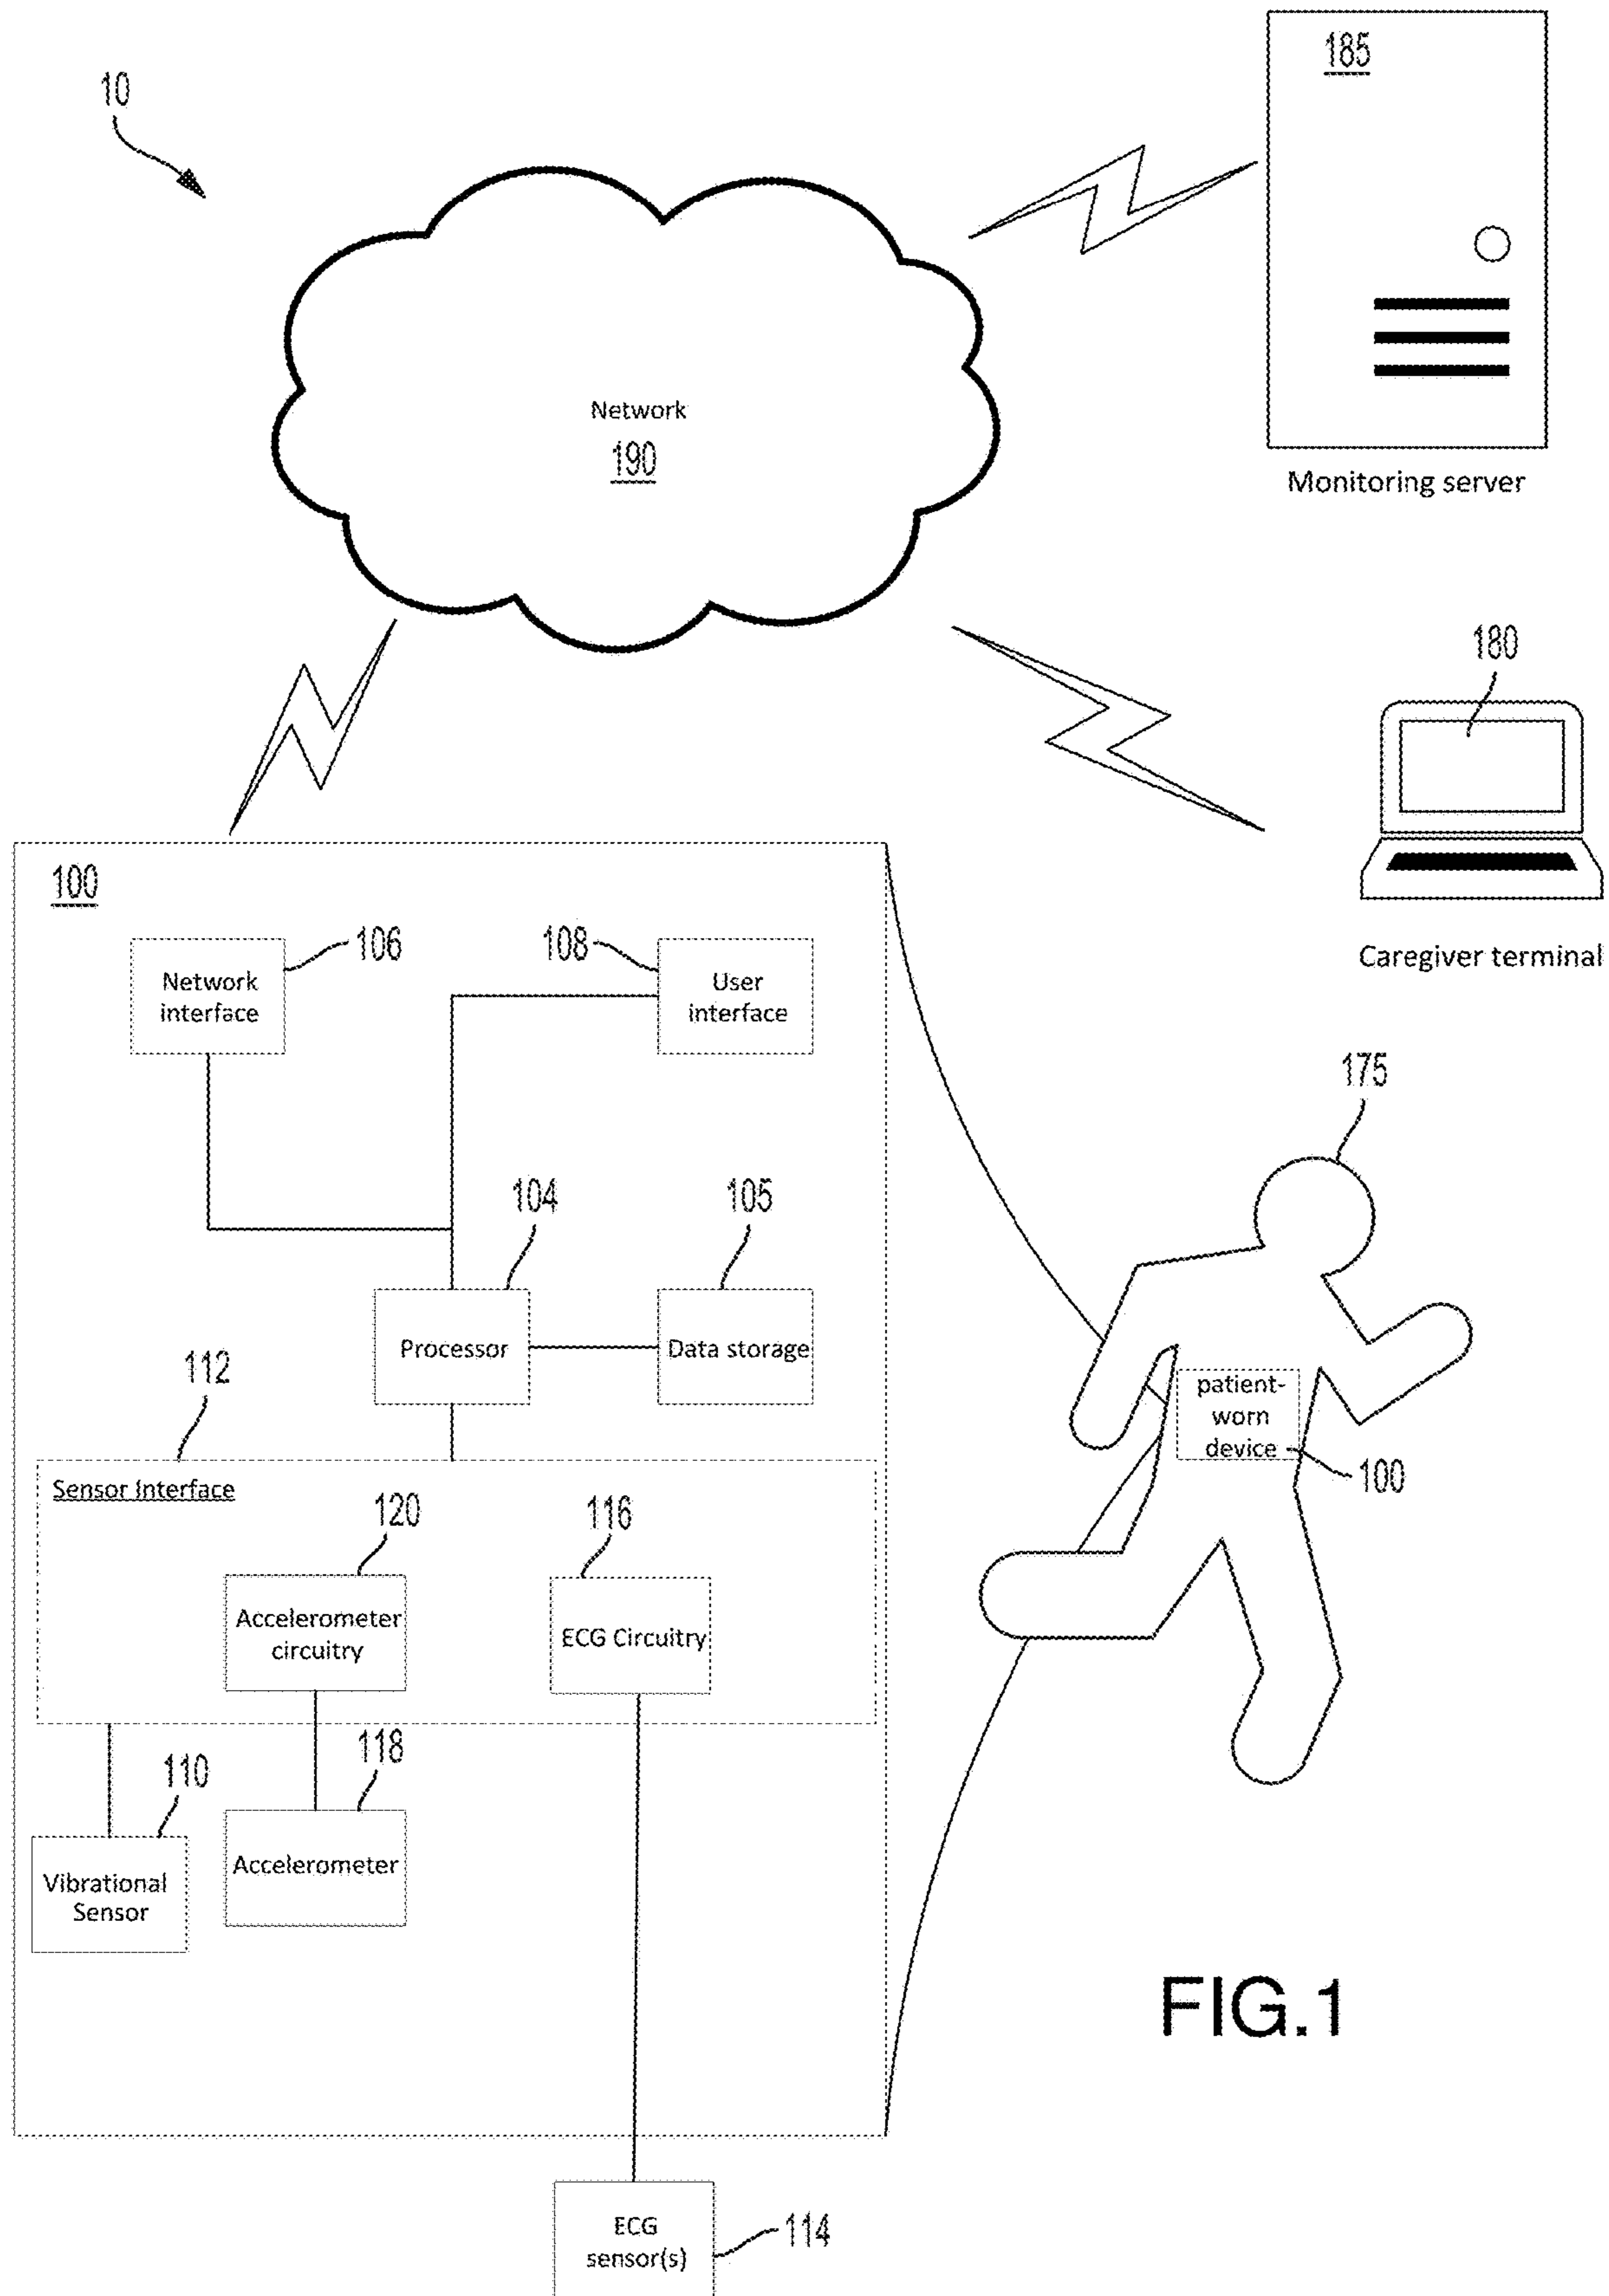 10
185
Network
190
Monitoring server
180
Caregiver terminal
100
106
108
Network
interface
User
interface
175
104
105
Processor
Data storage
112
patient-
worn
device
100
Sensor Interface
120
116
Accelerometer
circuitry
ECG Circuitry
110
118
Vibrational
Sensor
Accelerometer
FIG.1
ECG
sensor(s)
114